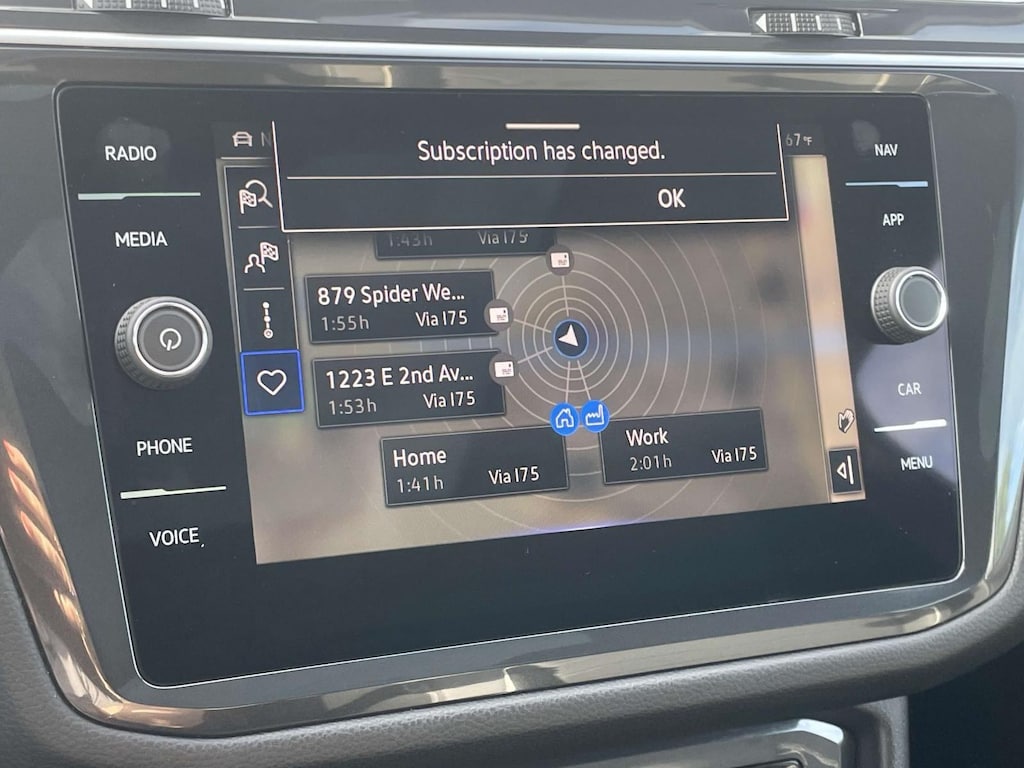 RADIO
MEDIA
PHONE
VOICE
N
67°F
Subscription has changed.
OK
1:43h Via I75
879 Spider We...
1:55h Via I75
1223 E 2nd Av...
1:53h Via I75
Home
1:41h Via I75
Work
2:01h Via I75
NAV
APP
CAR
MENU